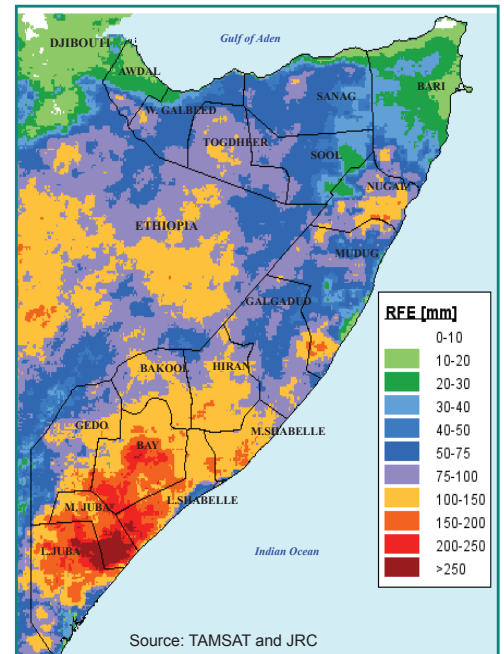 Gulf of Aden
DJIBOUTI
AWDAL
BARI
SANAG
W. GALBEED
TOGDHEER
SOOL
NUGAL
ETHIOPIA
MUDUG
GALGADUD
RFE [mm]
0-10
10-20
20-30
30-40
40-50
50-75
75-100
100-150
150-200
200-250
>250
BAKOOL
HIRAN
GEDO
M.SHABELLE
BAY
L.SHABELLE
M. JUBA
L.JUBA
Indian Ocean
Source: TAMSAT and JRC